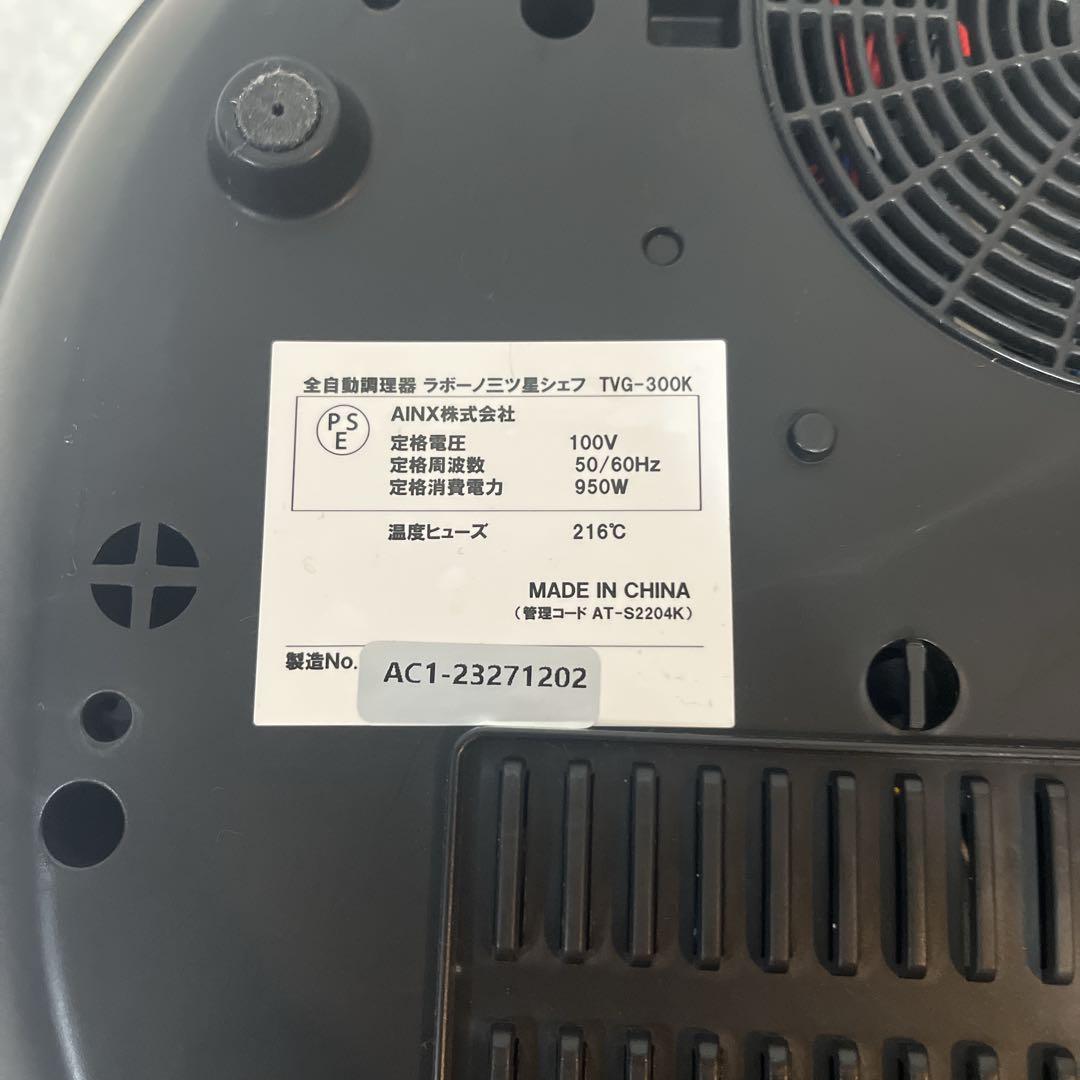 全自動調理器 ラボーノ三ツ星シェフ TVG-300K
PSE
AINX株式会社
定格電圧 100V
定格周波数 50/60Hz
定格消費電力 950W
温度ヒューズ 216℃
MADE IN CHINA
(管理コード AT-S2204K)
製造No. AC1-23271202